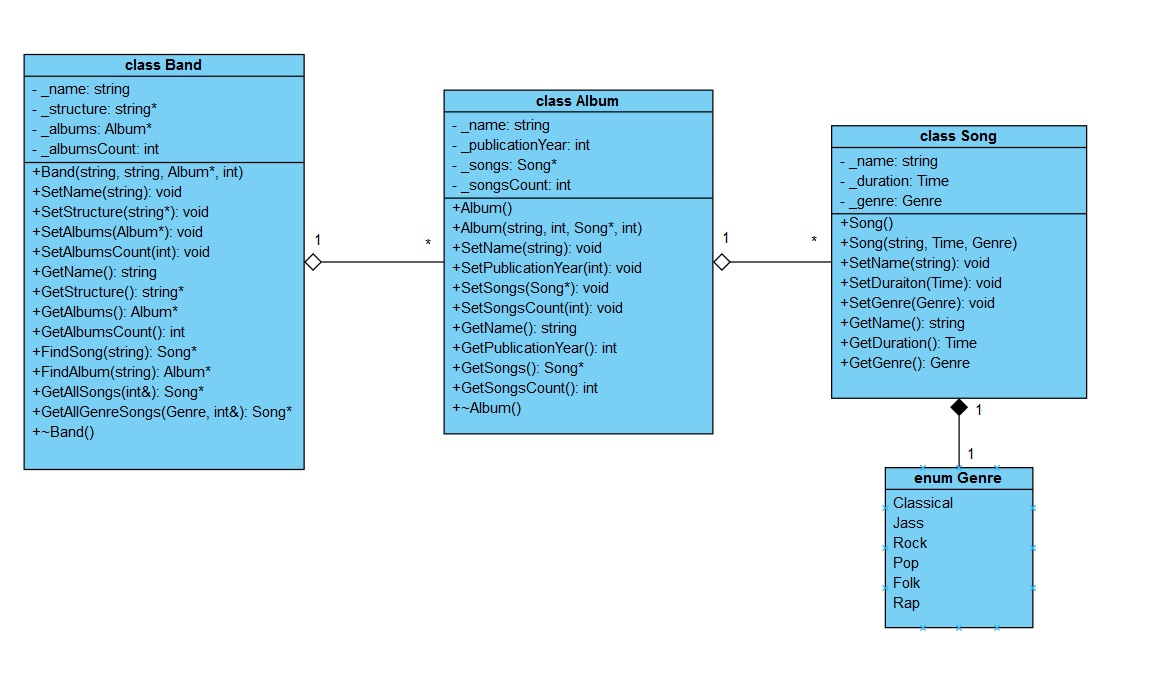 class Band
- _name: string
- _structure: string*
- _albums: Album*
- _albumsCount: int
+Band(string, string, Album*, int)
+SetName(string): void
+SetStructure(string*): void
+SetAlbums(Album*): void
+SetAlbumsCount(int): void
+GetName(): string
+GetStructure(): string*
+GetAlbums(): Album*
+GetAlbumsCount(): int
+FindSong(string): Song*
+FindAlbum(string): Album*
+GetAllSongs(int&): Song*
+GetAllGenreSongs(Genre, int&): Song*
+~Band()
1
*
class Album
- _name: string
- _publicationYear: int
- _songs: Song*
- _songsCount: int
+Album()
+Album(string, int, Song*, int)
+SetName(string): void
+SetPublicationYear(int): void
+SetSongs(Song*): void
+SetSongsCount(int): void
+GetName(): string
+GetPublicationYear(): int
+GetSongs(): Song*
+GetSongsCount(): int
+~Album()
1
*
class Song
- _name: string
- _duration: Time
- _genre: Genre
+Song()
+Song(string, Time, Genre)
+SetName(string): void
+SetDuraiton(Time): void
+SetGenre(Genre): void
+GetName(): string
+GetDuration(): Time
+GetGenre(): Genre
1
1
enum Genre
Classical
Jass
Rock
Pop
Folk
Rap